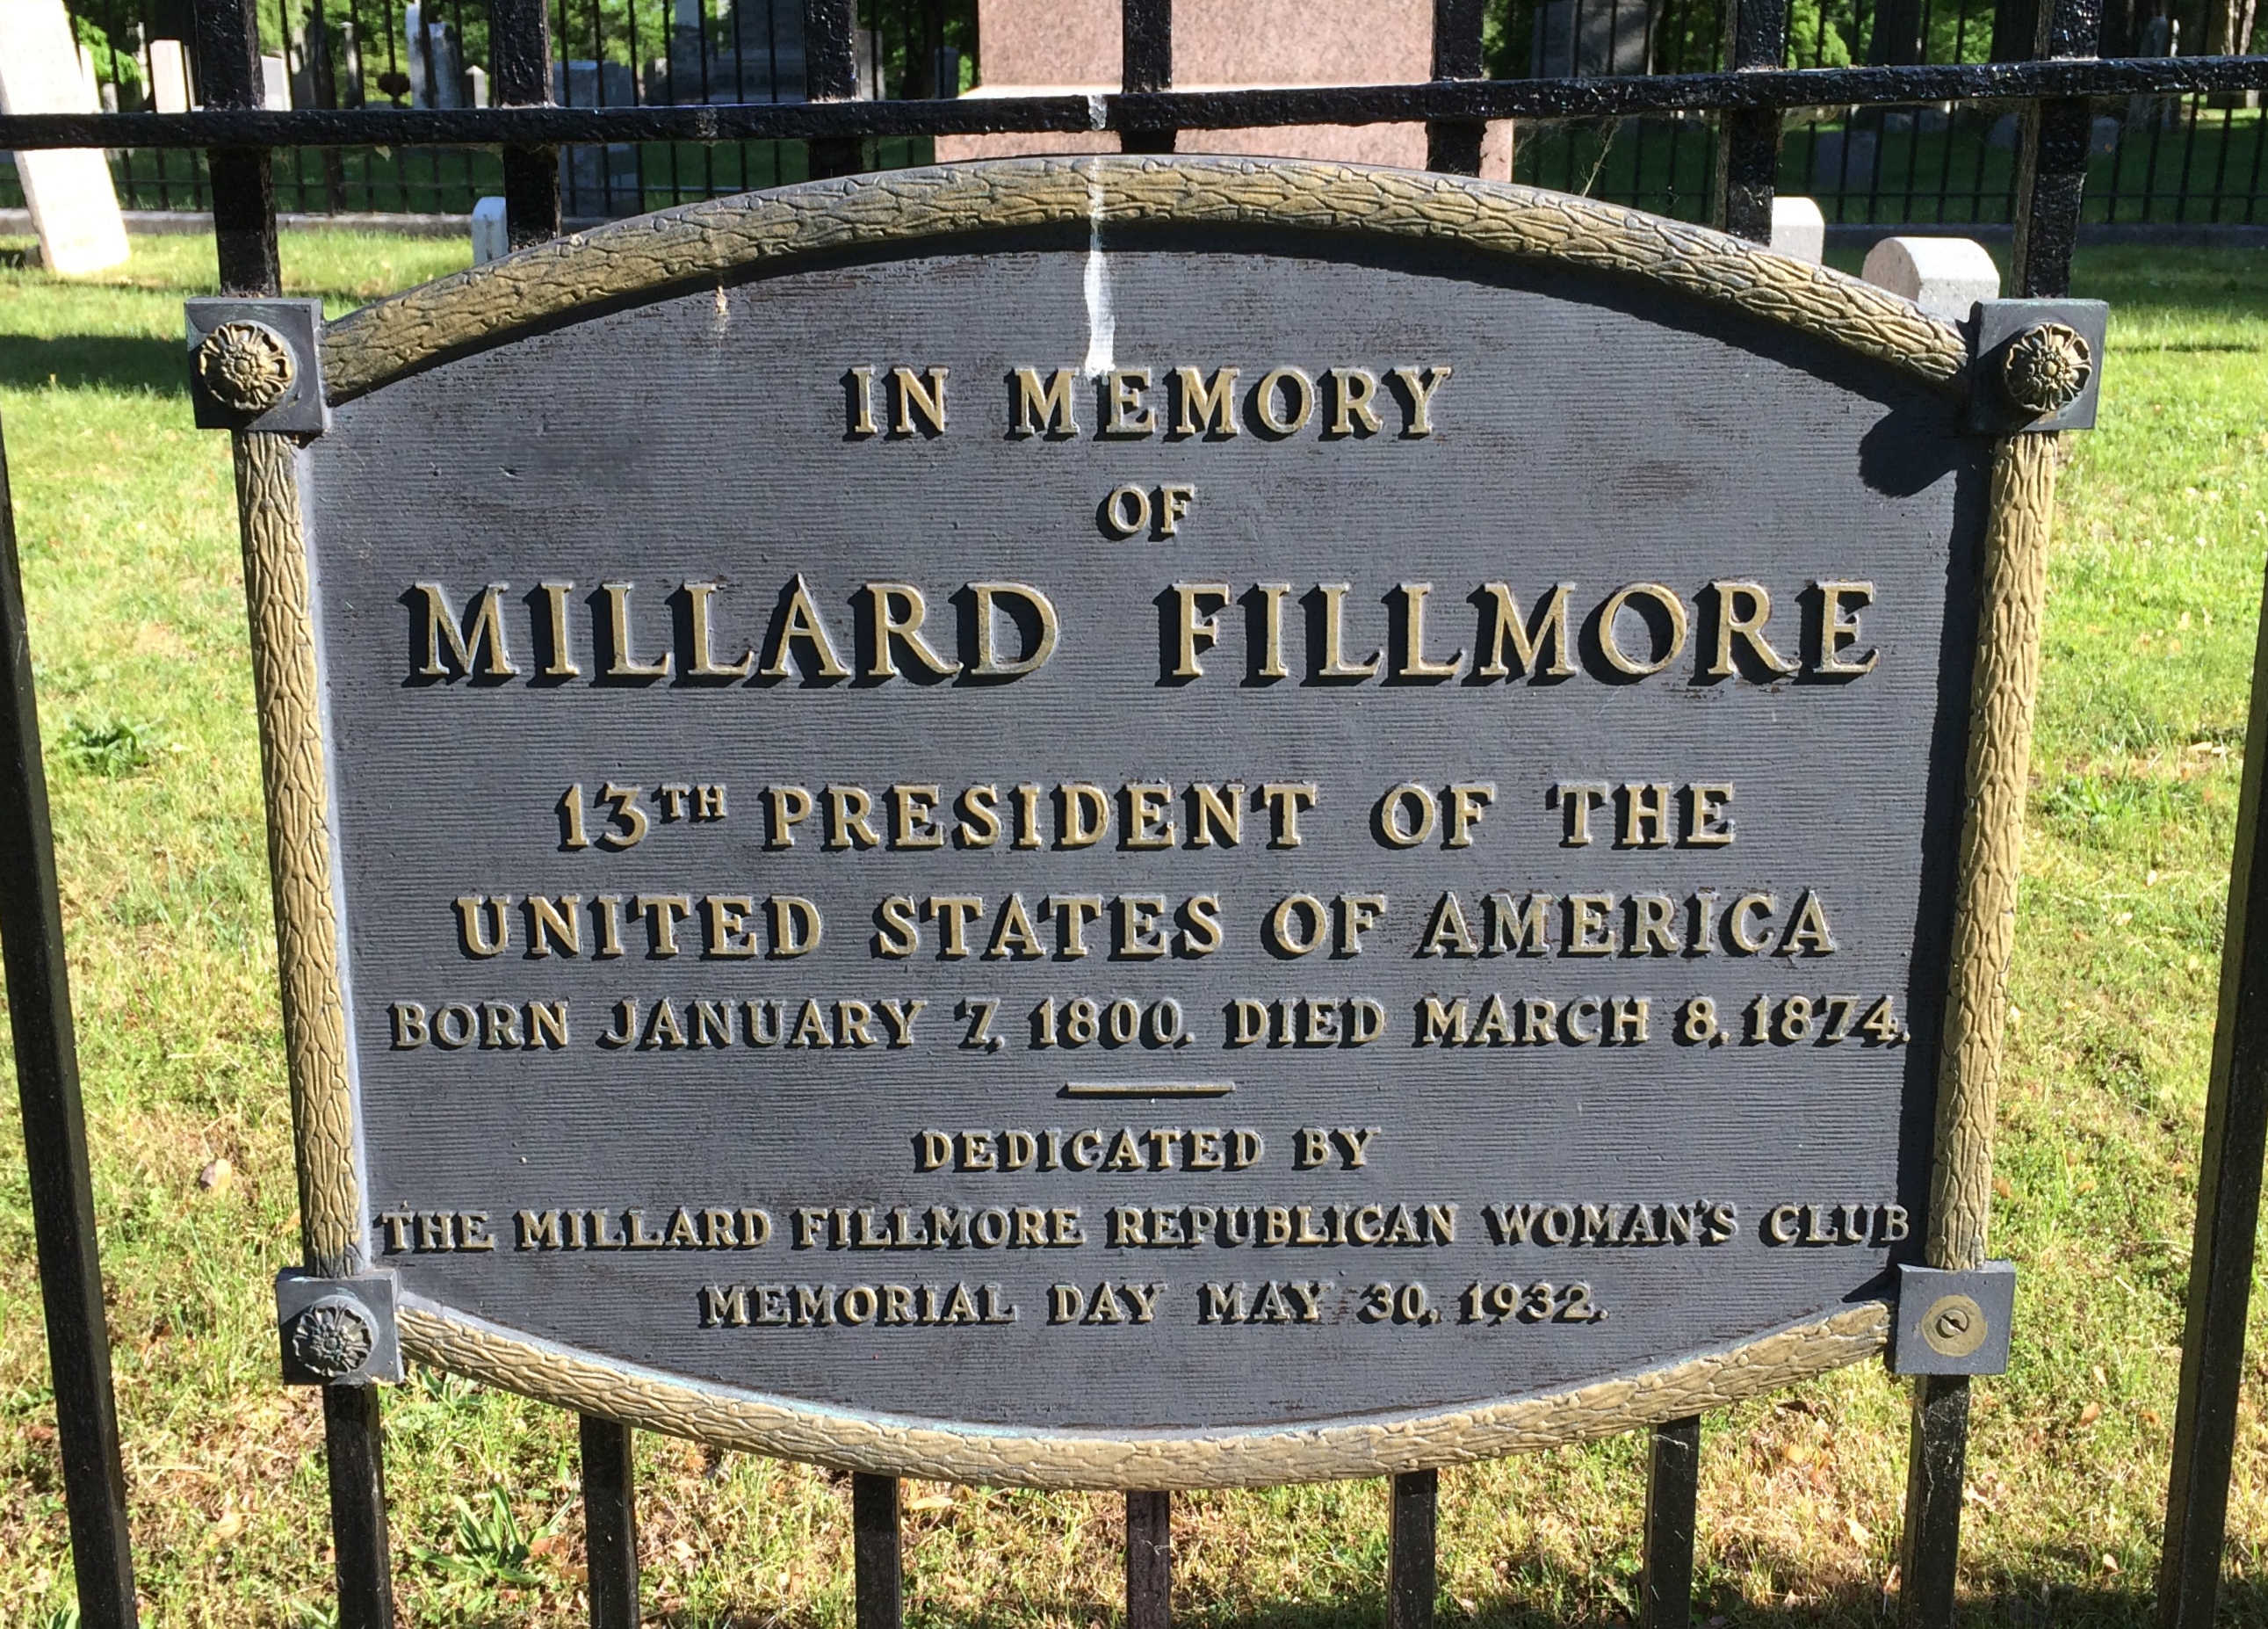 IN MEMORY
OF
MILLARD FILLMORE
13TH PRESIDENT OF THE
UNITED STATES OF AMERICA
BORN JANUARY 7, 1800. DIED MARCH 8, 1874.
DEDICATED BY
THE MILLARD FILLMORE REPUBLICAN WOMAN'S CLUB
MEMORIAL DAY MAY 30, 1932.